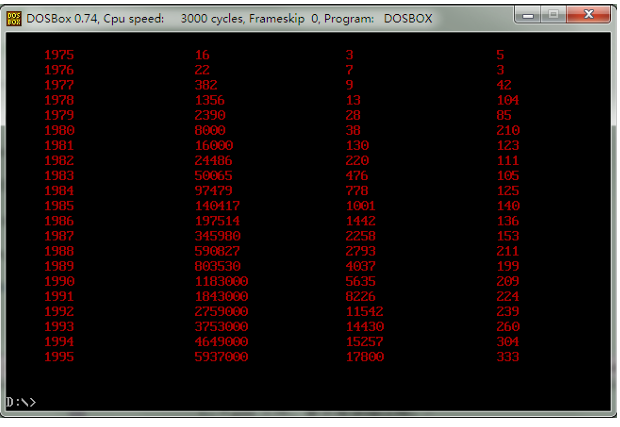 DOSBox 0.74, Cpu speed: 3000 cycles, Frameskip 0, Program: DOSBOX
1975 16 3 5
1976 22 7 3
1977 382 9 42
1978 1356 13 104
1979 2390 28 85
1980 8000 38 210
1981 16000 130 123
1982 24486 220 111
1983 50065 476 105
1984 97479 778 125
1985 140417 1001 140
1986 197514 1442 136
1987 345980 2258 153
1988 590827 2793 211
1989 803530 4037 199
1990 1183000 5635 209
1991 1843000 8226 224
1992 2759000 11542 239
1993 3753000 14430 260
1994 4649000 15257 304
1995 5937000 17800 333
D:\>